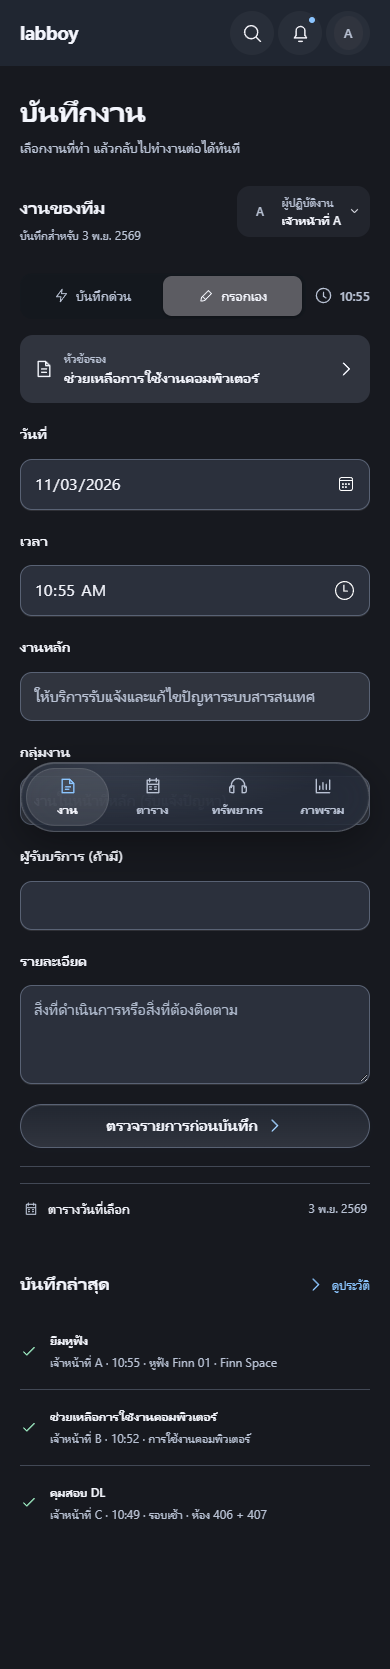 labboy
A
บันทึกงาน
เลือกงานที่ทำ แล้วกลับไปทำงานต่อได้ทันที
งานของทีม
บันทึกสำหรับ 3 พ.ย. 2569
A
ผู้ปฏิบัติงาน
เจ้าหน้าที่ A
บันทึกด่วน
กรอกเอง
10:55
หัวข้อรอง
ช่วยเหลือการใช้งานคอมพิวเตอร์
วันที่
11/03/2026
เวลา
10:55 AM
งานหลัก
ให้บริการรับแจ้งและแก้ไขปัญหาระบบสารสนเทศ
กลุ่มงาน
งาน
ตาราง
ทรัพยากร
ภาพรวม
ผู้รับบริการ (ถ้ามี)
รายละเอียด
สิ่งที่ดำเนินการหรือสิ่งที่ต้องติดตาม
ตรวจรายการก่อนบันทึก
ตารางวันที่เลือก
3 พ.ย. 2569
บันทึกล่าสุด
ดูประวัติ
ยืมหูฟัง
เจ้าหน้าที่ A · 10:55 · หูฟัง Finn 01 · Finn Space
ช่วยเหลือการใช้งานคอมพิวเตอร์
เจ้าหน้าที่ B · 10:52 · การใช้งานคอมพิวเตอร์
คุมสอบ DL
เจ้าหน้าที่ C · 10:49 · รอบเช้า · ห้อง 406 + 407